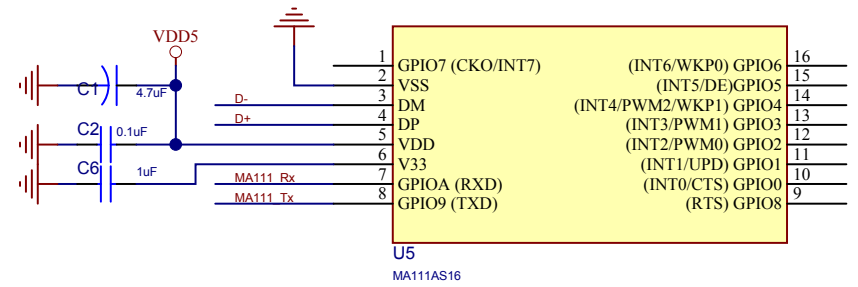 VDD5
C1
4.7uF
C2
0.1uF
C6
1uF
D-
D+
MA111_Rx
MA111_Tx
1 GPIO7 (CKO/INT7) (INT6/WKP0) GPIO6 16
2 VSS (INT5/DE)GPIO5 15
3 DM (INT4/PWM2/WKP1) GPIO4 14
4 DP (INT3/PWM1) GPIO3 13
5 VDD (INT2/PWM0) GPIO2 12
6 V33 (INT1/UPD) GPIO1 11
7 GPIOA (RXD) (INT0/CTS) GPIO0 10
8 GPIO9 (TXD) (RTS) GPIO8 9
U5
MA111AS16